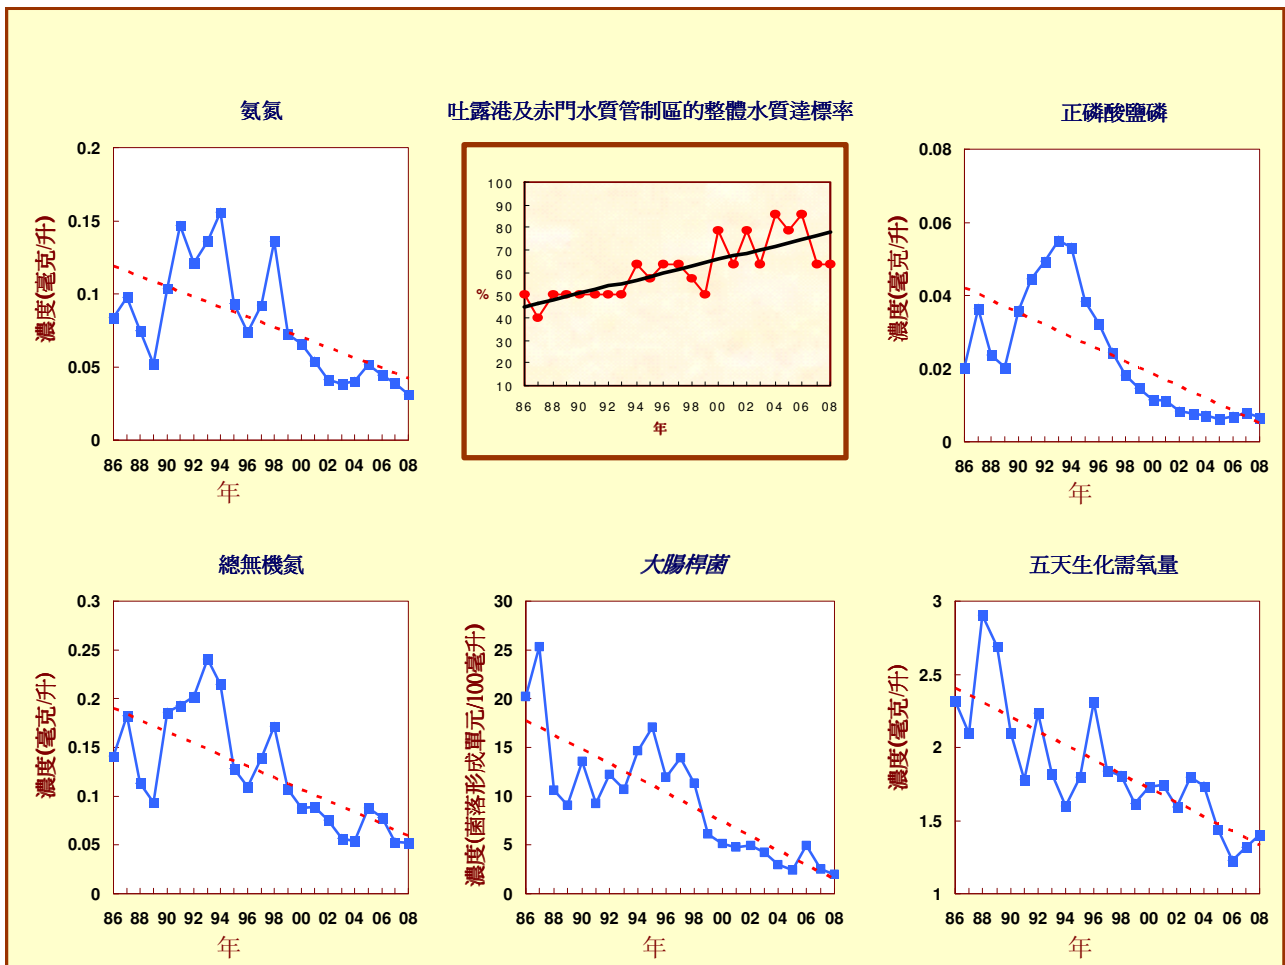 氨氮
濃度(毫克/升)
0.2
0.15
0.1
0.05
0
86 88 90 92 94 96 98 00 02 04 06 08
年
吐露港及赤門水質管制區的整體水質達標率
%
100
90
80
70
60
50
40
30
20
10
86 88 90 92 94 96 98 00 02 04 06 08
年
正磷酸鹽磷
濃度(毫克/升)
0.08
0.06
0.04
0.02
0
86 88 90 92 94 96 98 00 02 04 06 08
年
總無機氮
濃度(毫克/升)
0.3
0.25
0.2
0.15
0.1
0.05
0
86 88 90 92 94 96 98 00 02 04 06 08
年
大腸桿菌
濃度(菌落形成單元/100毫升)
30
25
20
15
10
5
0
86 88 90 92 94 96 98 00 02 04 06 08
年
五天生化需氧量
濃度(毫克/升)
3
2.5
2
1.5
1
86 88 90 92 94 96 98 00 02 04 06 08
年